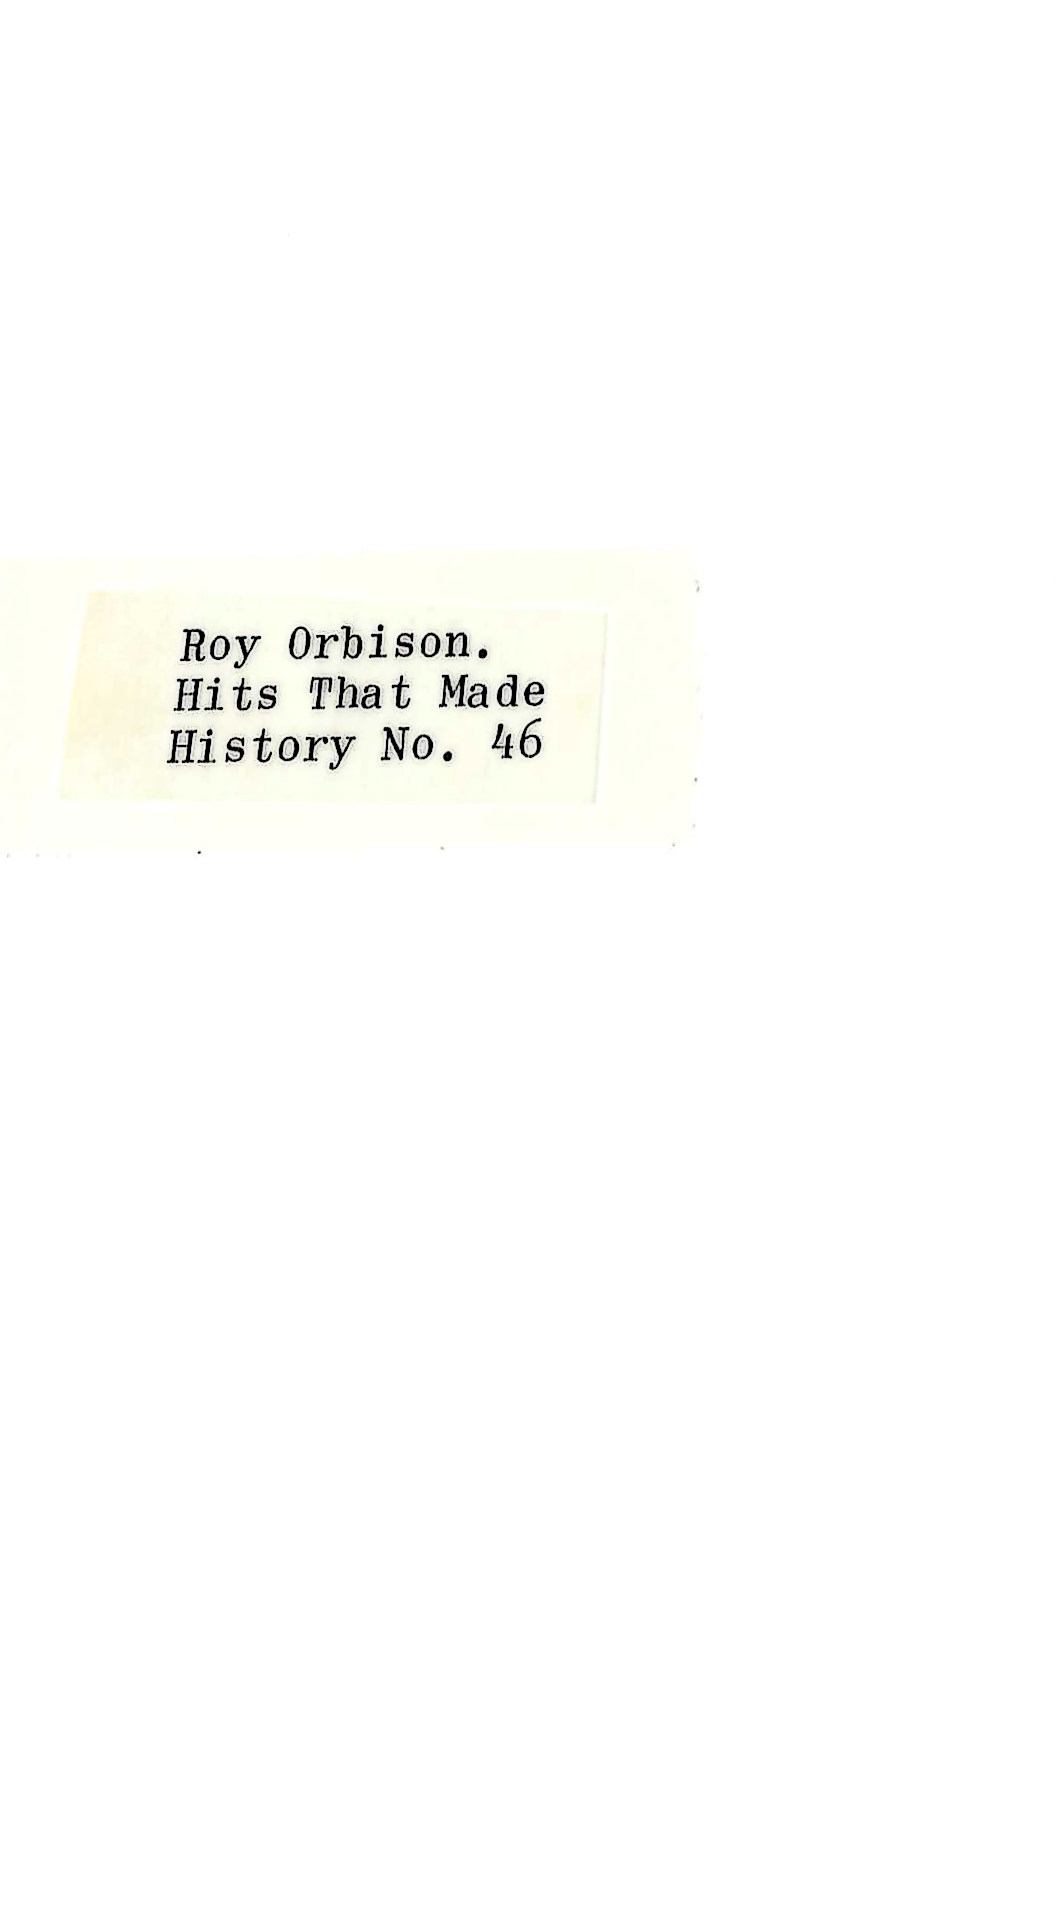 Roy Orbison.
Hits That Made
History No. 46